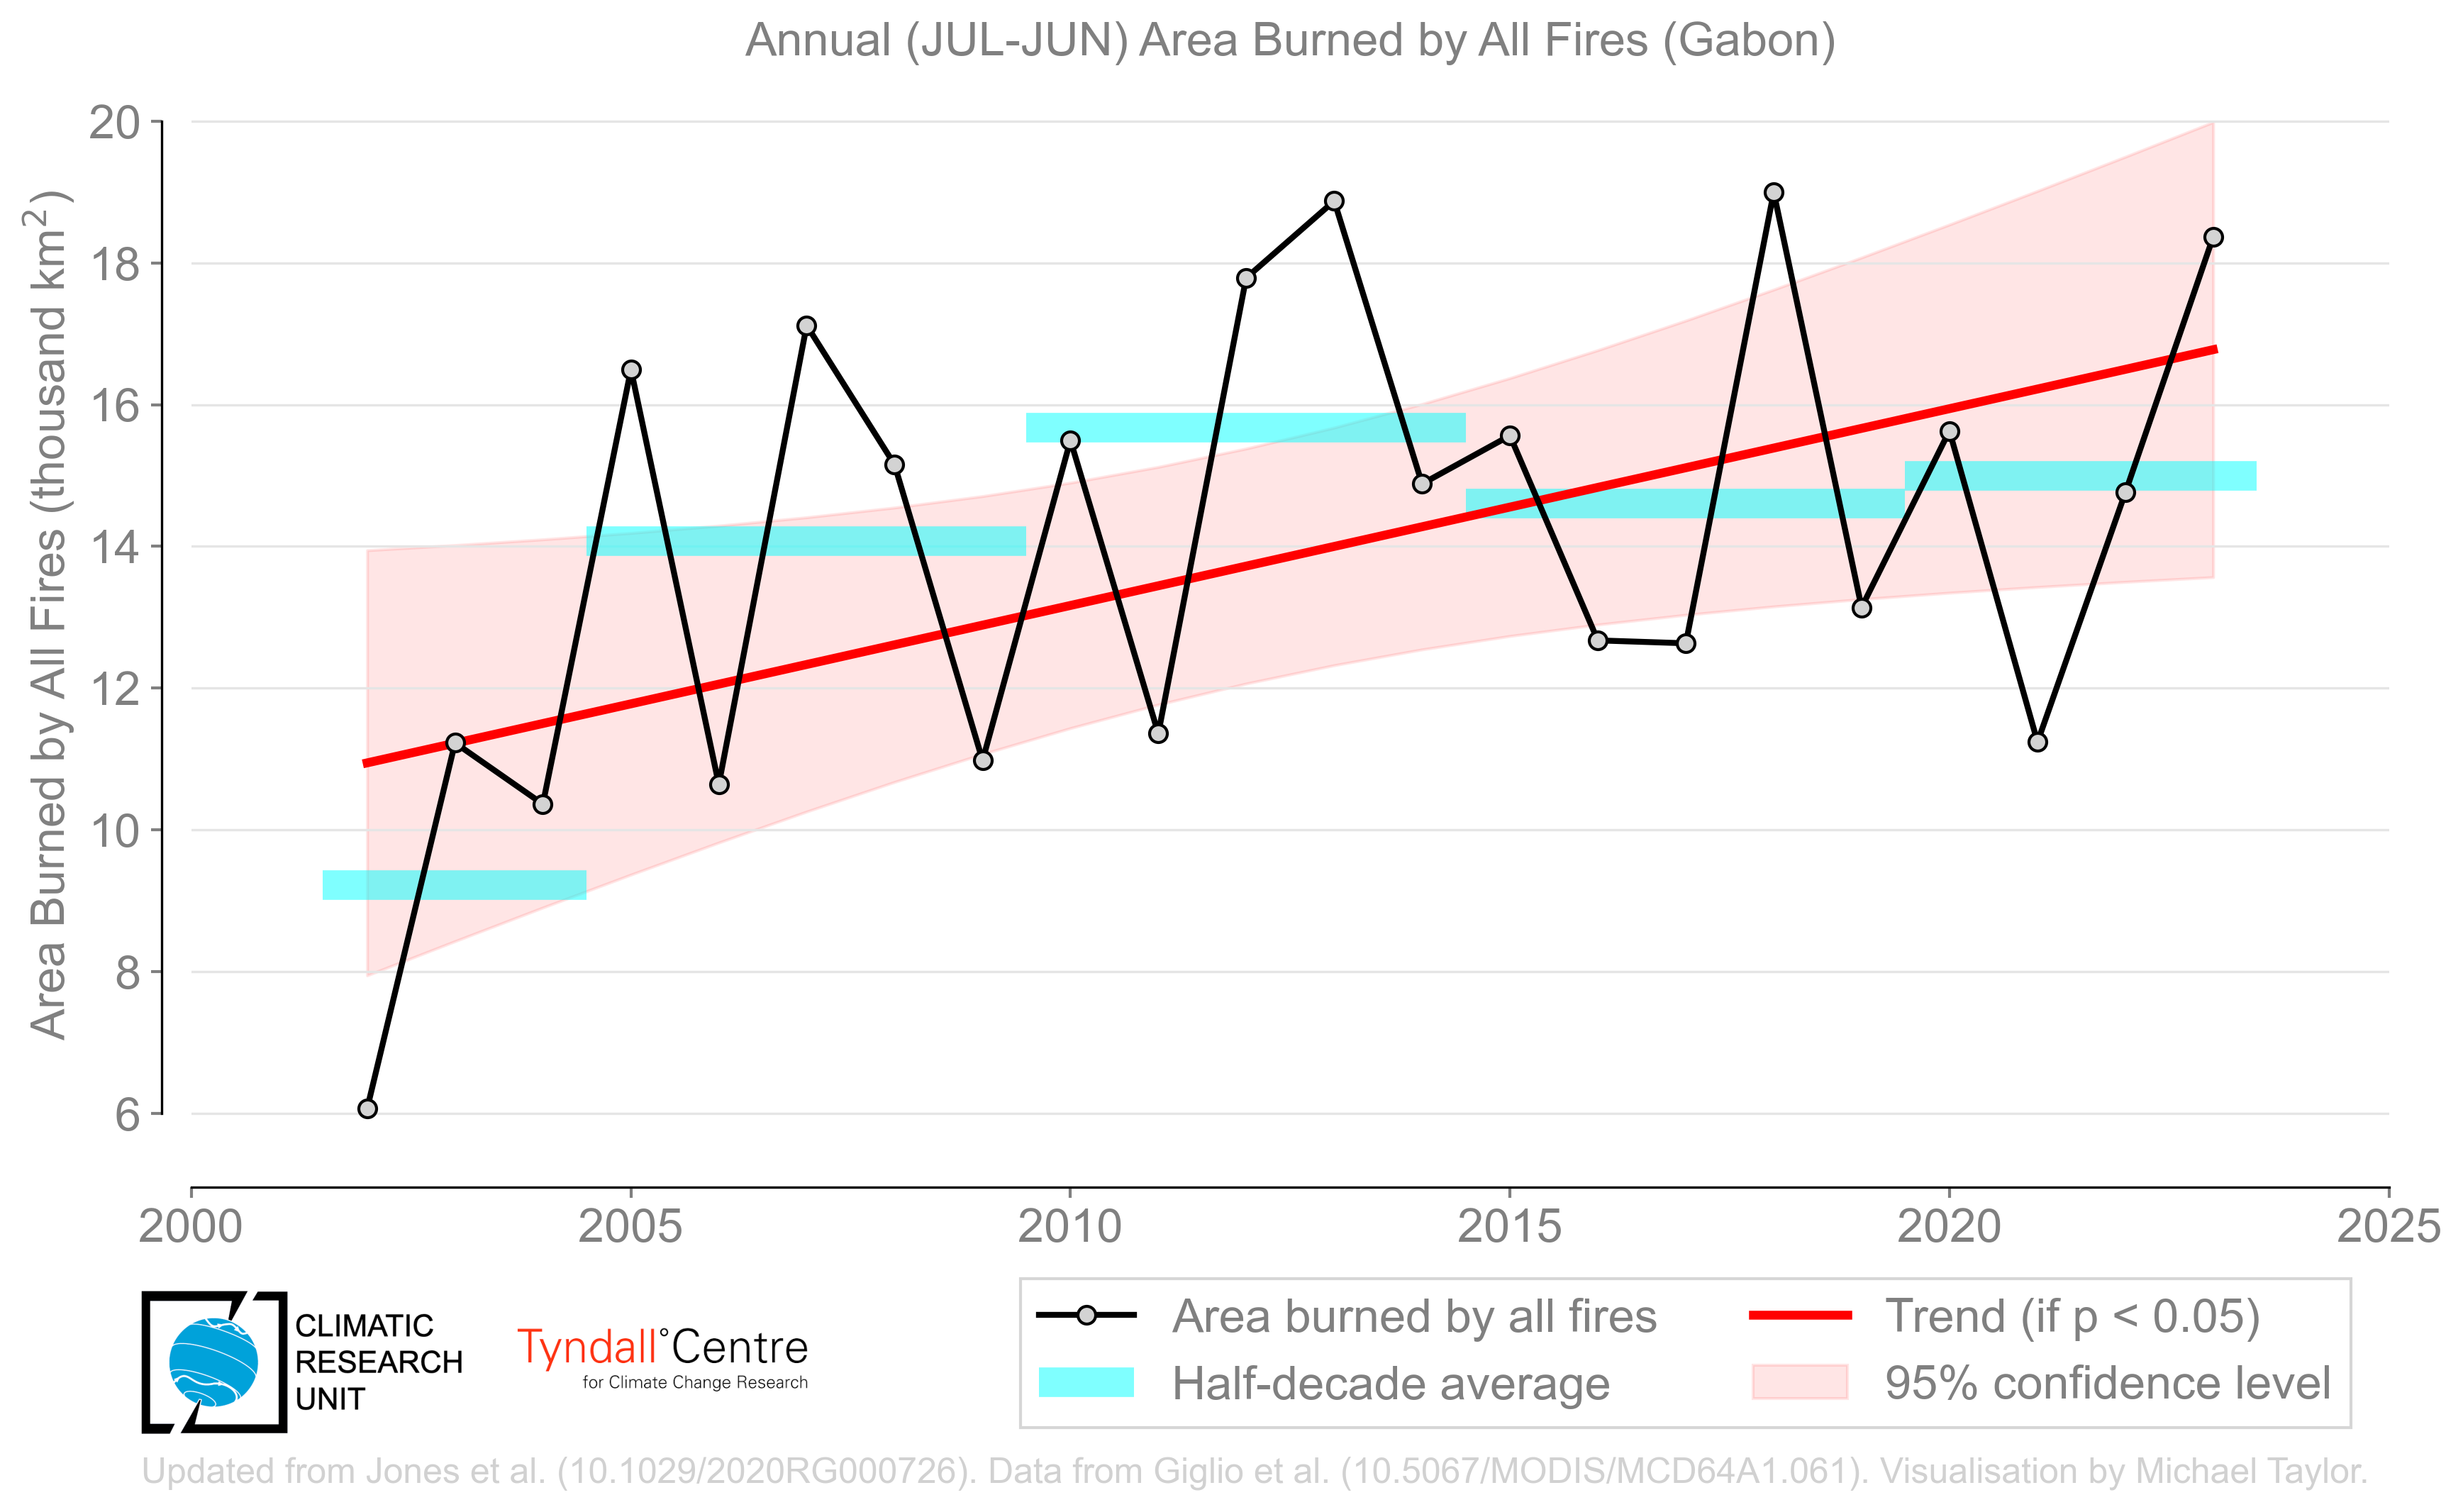 Annual (JUL-JUN) Area Burned by All Fires (Gabon)
Area Burned by All Fires (thousand km²)
20
18
16
14
12
10
8
6
2000 2005 2010 2015 2020 2025
CLIMATIC
RESEARCH
UNIT
Tyndall°Centre
for Climate Change Research
Area burned by all fires
Half-decade average
Trend (if p < 0.05)
95% confidence level
Updated from Jones et al. (10.1029/2020RG000726). Data from Giglio et al. (10.5067/MODIS/MCD64A1.061). Visualisation by Michael Taylor.